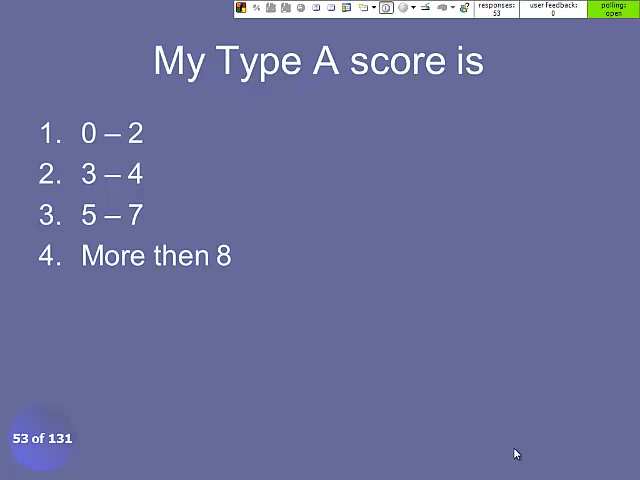 responses: user feedback: polling:
53 0 open
My Type A score is
1. 0 – 2
2. 3 – 4
3. 5 – 7
4. More then 8
53 of 131